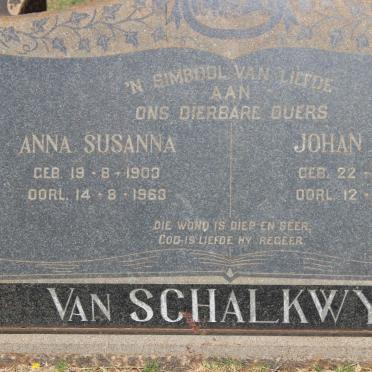 'N SIMBOOL VAN LIEFDE
AAN
ONS DIERBARE OUERS
ANNA SUSANNA
GEB. 19 - 8 - 1903
OORL. 14 - 8 - 1963
JOHAN
GEB. 22 -
OORL. 12 -
DIE WOND IS DIEP EN SEER,
GOD IS LIEFDE HY REGEER.
VAN SCHALKWY